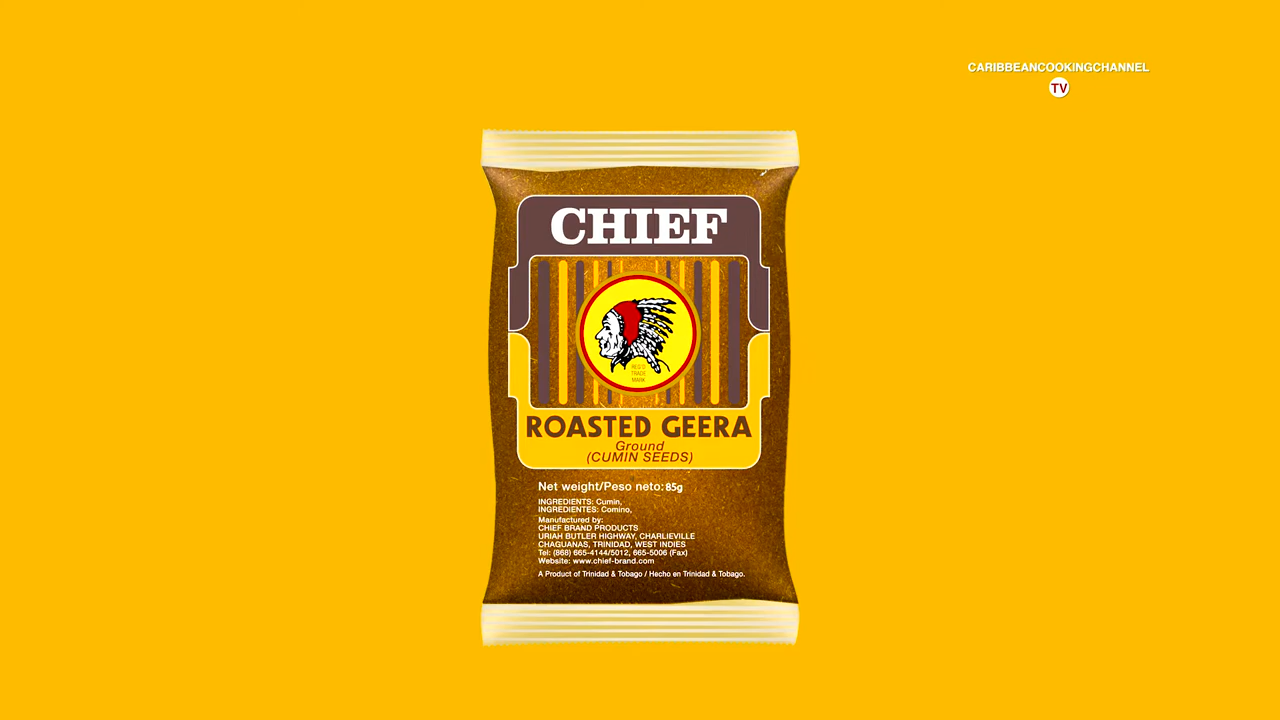 CARIBBEANCOOKINGCHANNEL
TV
CHIEF
REG'D
TRADE
MARK
ROASTED GEERA
Ground
(CUMIN SEEDS)
Net weight/Peso neto: 85g
INGREDIENTS: Cumin,
INGREDIENTES: Comino,
Manufactured by:
CHIEF BRAND PRODUCTS
URIAH BUTLER HIGHWAY, CHARLIEVILLE
CHAGUANAS, TRINIDAD, WEST INDIES
Tel: (868) 665-4144/5012, 665-5006 (Fax)
Website: www.chief-brand.com
A Product of Trinidad & Tobago / Hecho en Trinidad & Tobago.